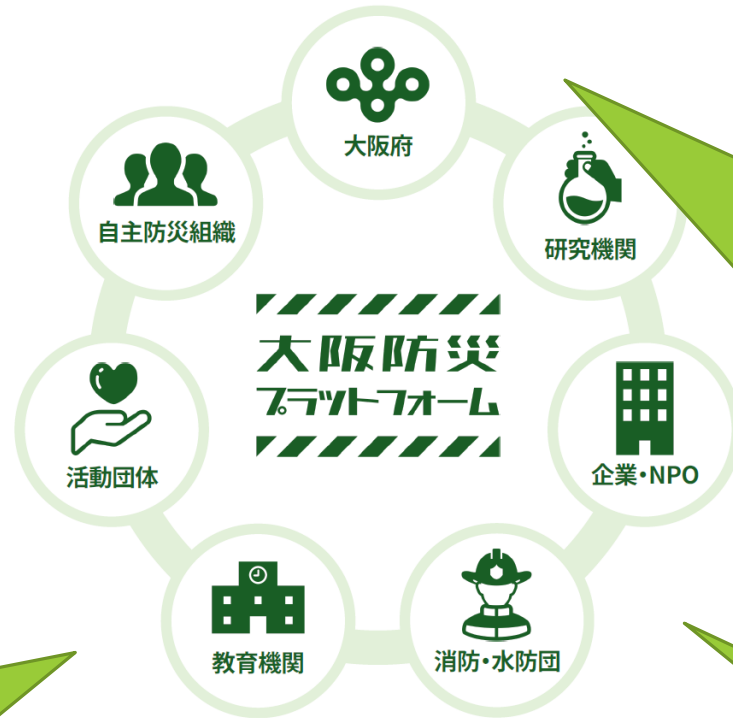 大阪府
自主防災組織
研究機関
大阪防災
プラットフォーム
活動団体
企業・NPO
教育機関
消防・水防団